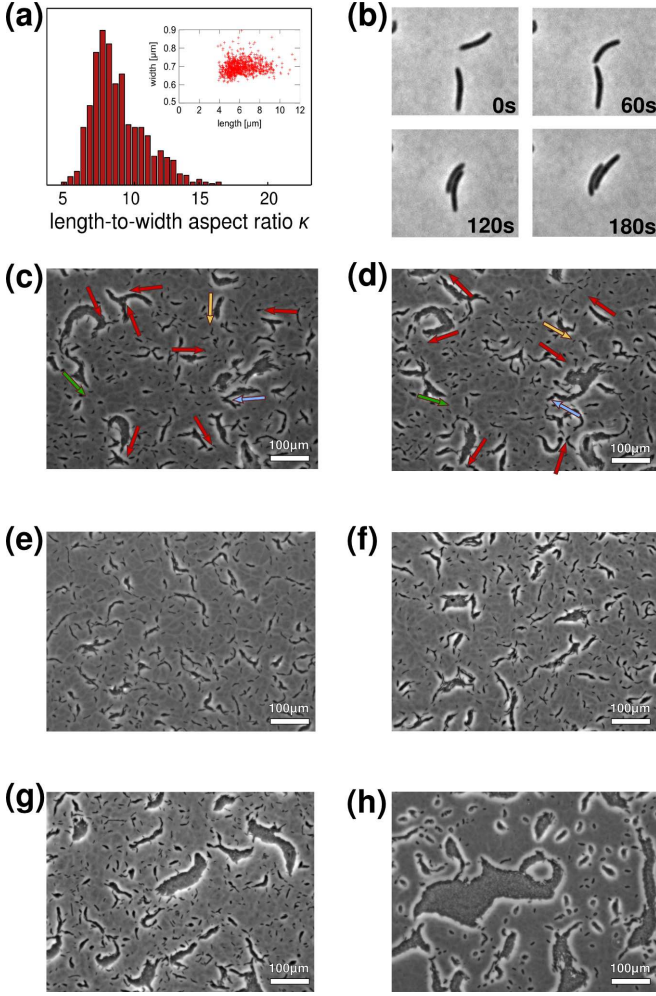 (a)
0.9
0.8
0.7
0.6
0.5
width [μm]
0 2 4 6 8 10 12
length [μm]
5 10 15 20
length-to-width aspect ratio κ
(b)
0s
60s
120s
180s
(c)
100μm
(d)
100μm
(e)
100μm
(f)
100μm
(g)
100μm
(h)
100μm